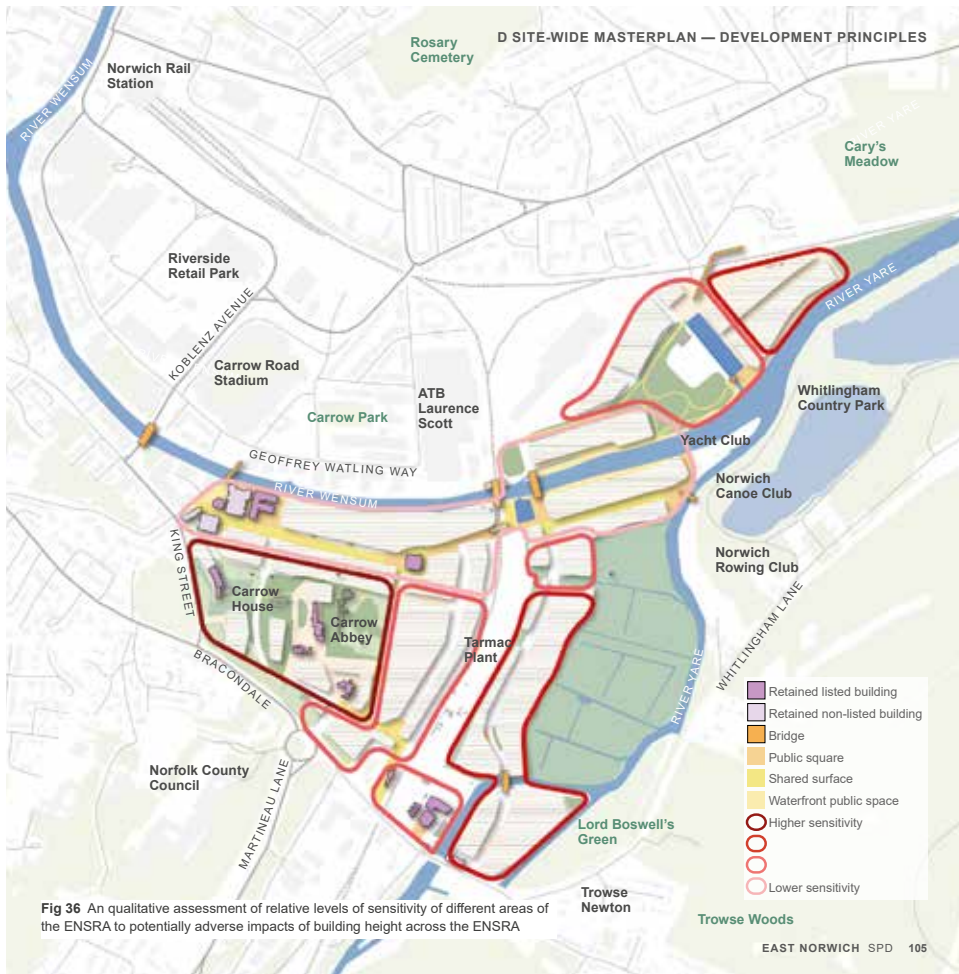 D SITE-WIDE MASTERPLAN — DEVELOPMENT PRINCIPLES
Rosary
Cemetery
Norwich Rail
Station
RIVER WENSUM
RIVER YARE
Cary's
Meadow
Riverside
Retail Park
KOBLENZ AVENUE
RIVER YARE
Carrow Road
Stadium
ATB
Laurence
Scott
Carrow Park
Whitlingham
Country Park
Yacht Club
GEOFFREY WATLING WAY
RIVER WENSUM
Norwich
Canoe Club
KING STREET
Norwich
Rowing Club
Carrow
House
Carrow
Abbey
WHITLINGHAM LANE
Tarmac
Plant
BRACONDALE
RIVER YARE
Norfolk County
Council
MARTINEAU LANE
Lord Boswell's
Green
Retained listed building
Retained non-listed building
Bridge
Public square
Shared surface
Waterfront public space
Higher sensitivity
Lower sensitivity
Trowse
Newton
Trowse Woods
Fig 36 An qualitative assessment of relative levels of sensitivity of different areas of
the ENSRA to potentially adverse impacts of building height across the ENSRA
EAST NORWICH SPD 105